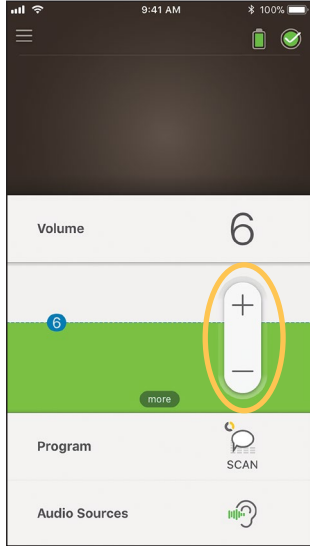 9:41 AM 100%
Volume 6
+
6
–
more
Program
SCAN
Audio Sources